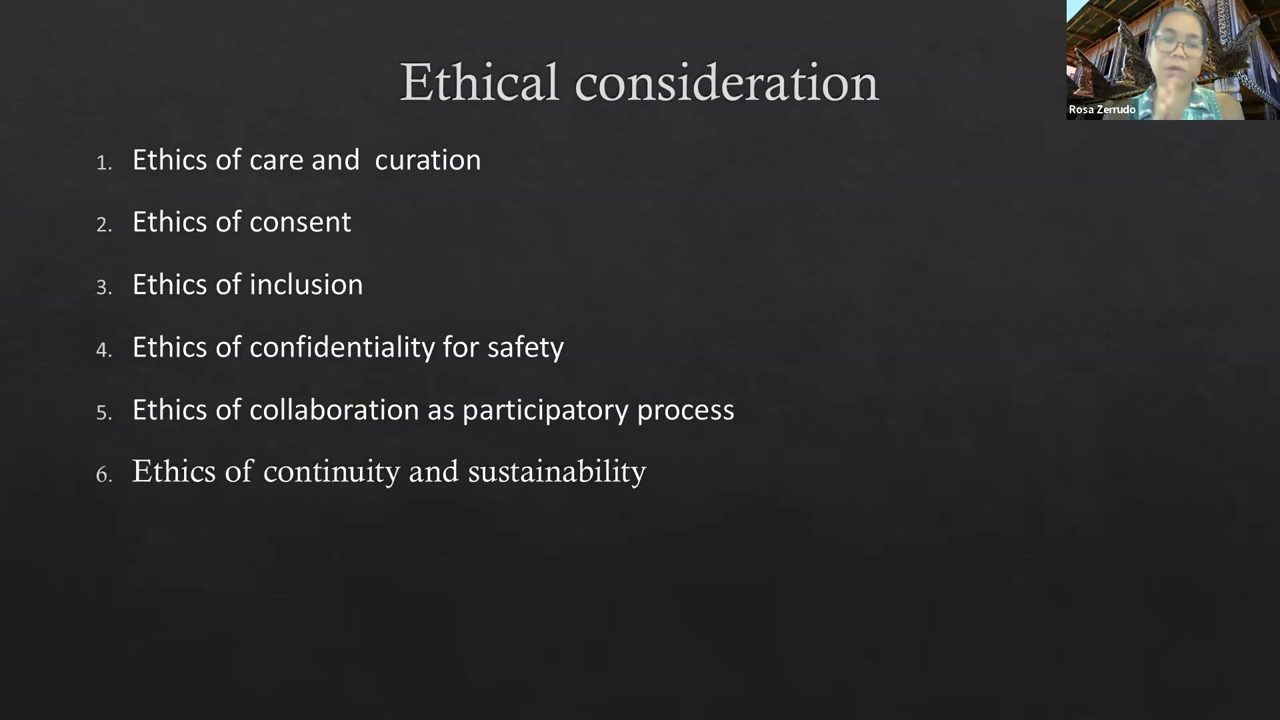 Ethical consideration
Rosa Zerrudo
1. Ethics of care and  curation
2. Ethics of consent
3. Ethics of inclusion
4. Ethics of confidentiality for safety
5. Ethics of collaboration as participatory process
6. Ethics of continuity and sustainability